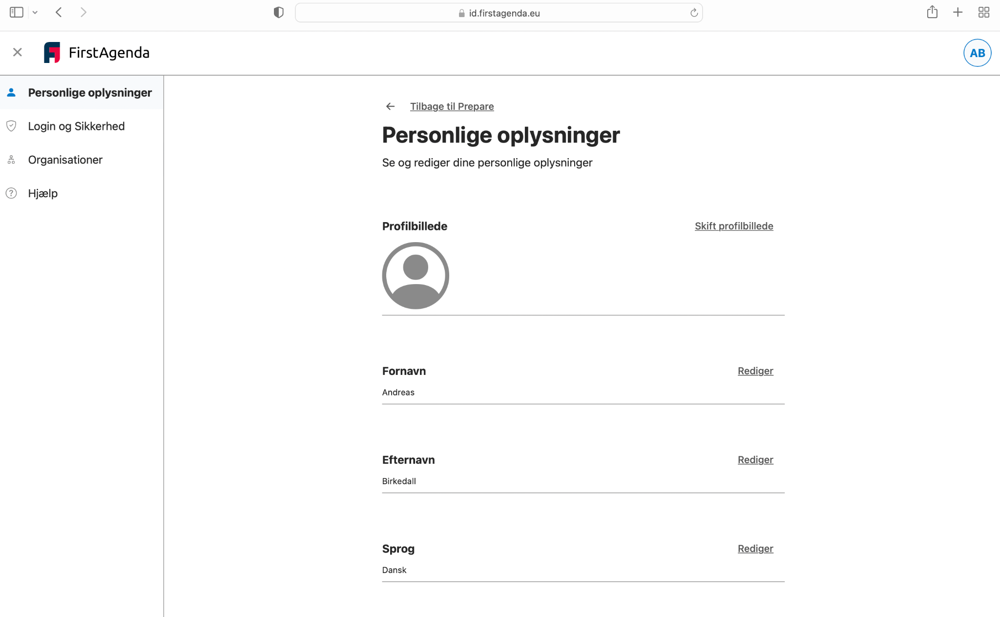 id.firstagenda.eu
FirstAgenda
AB
Personlige oplysninger
Login og Sikkerhed
Organisationer
Hjælp
Tilbage til Prepare
Personlige oplysninger
Se og rediger dine personlige oplysninger
Profilbillede
Skift profilbillede
Fornavn
Rediger
Andreas
Efternavn
Rediger
Birkedall
Sprog
Rediger
Dansk